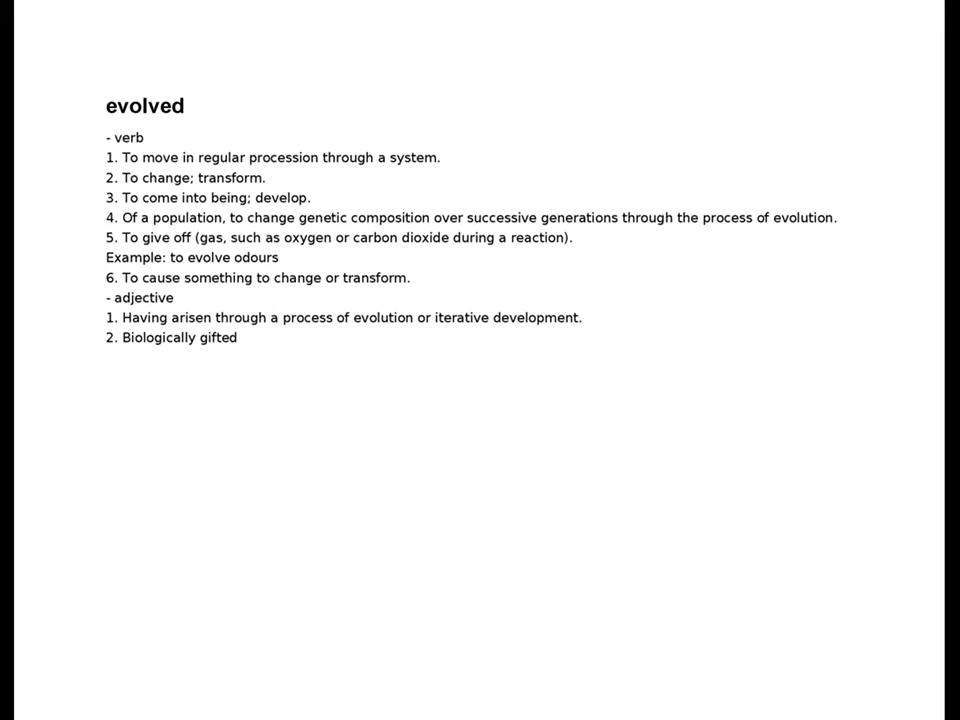 evolved
- verb
1. To move in regular procession through a system.
2. To change; transform.
3. To come into being; develop.
4. Of a population, to change genetic composition over successive generations through the process of evolution.
5. To give off (gas, such as oxygen or carbon dioxide during a reaction).
Example: to evolve odours
6. To cause something to change or transform.
- adjective
1. Having arisen through a process of evolution or iterative development.
2. Biologically gifted